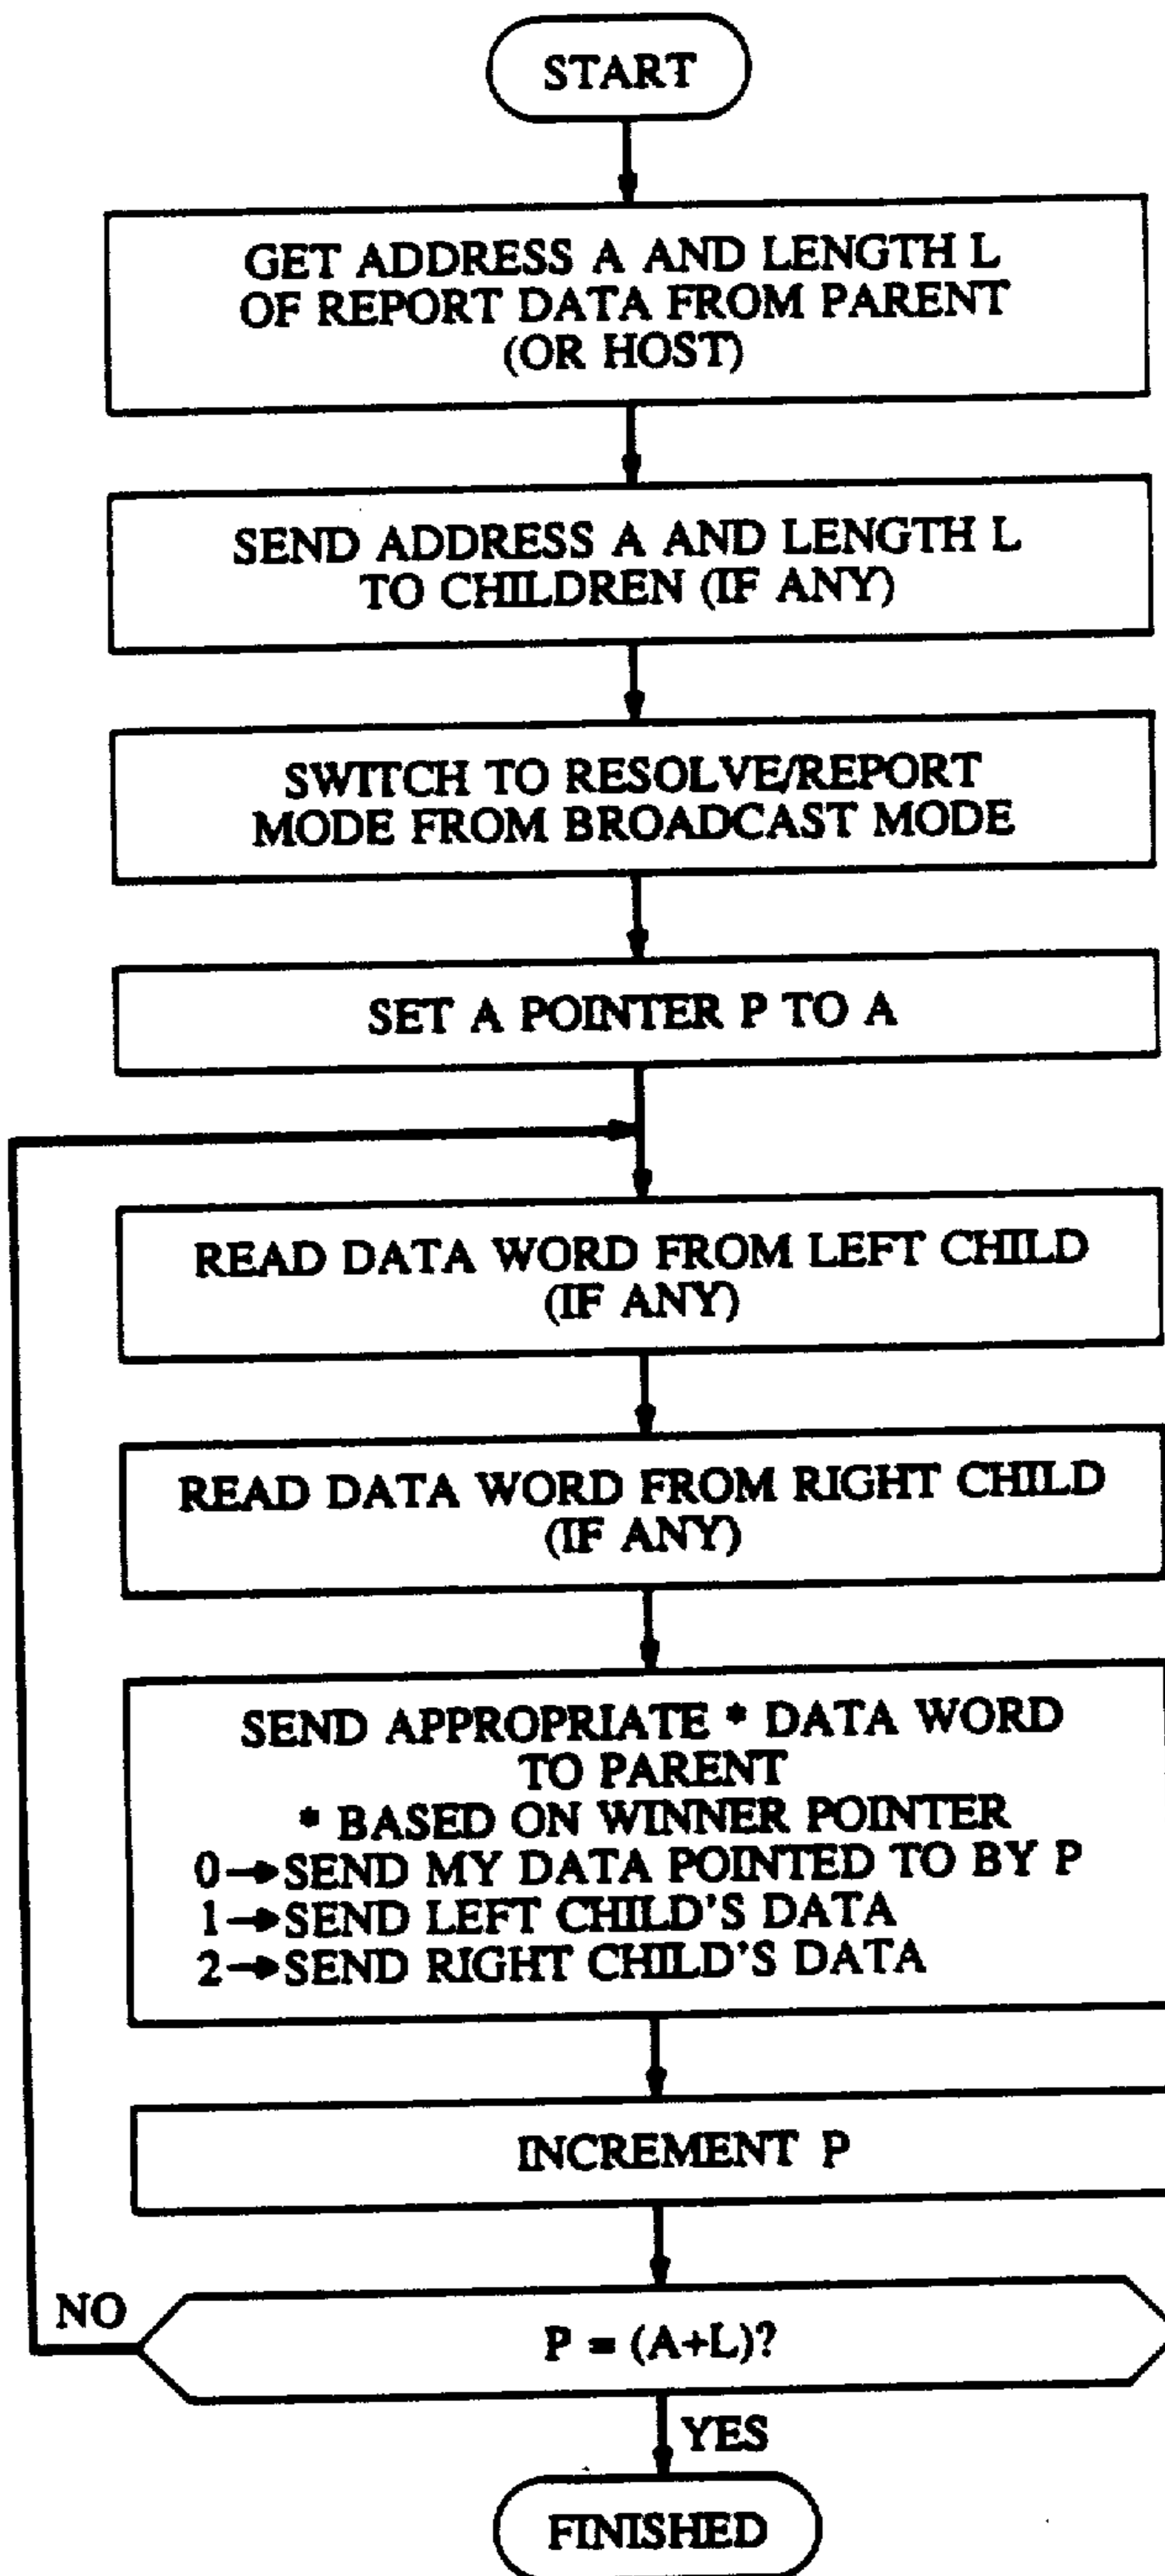 START
GET ADDRESS A AND LENGTH L
OF REPORT DATA FROM PARENT
(OR HOST)
SEND ADDRESS A AND LENGTH L
TO CHILDREN (IF ANY)
SWITCH TO RESOLVE/REPORT
MODE FROM BROADCAST MODE
SET A POINTER P TO A
READ DATA WORD FROM LEFT CHILD
(IF ANY)
READ DATA WORD FROM RIGHT CHILD
(IF ANY)
SEND APPROPRIATE * DATA WORD
TO PARENT
* BASED ON WINNER POINTER
0→SEND MY DATA POINTED TO BY P
1→SEND LEFT CHILD'S DATA
2→SEND RIGHT CHILD'S DATA
INCREMENT P
NO
P = (A+L)?
YES
FINISHED